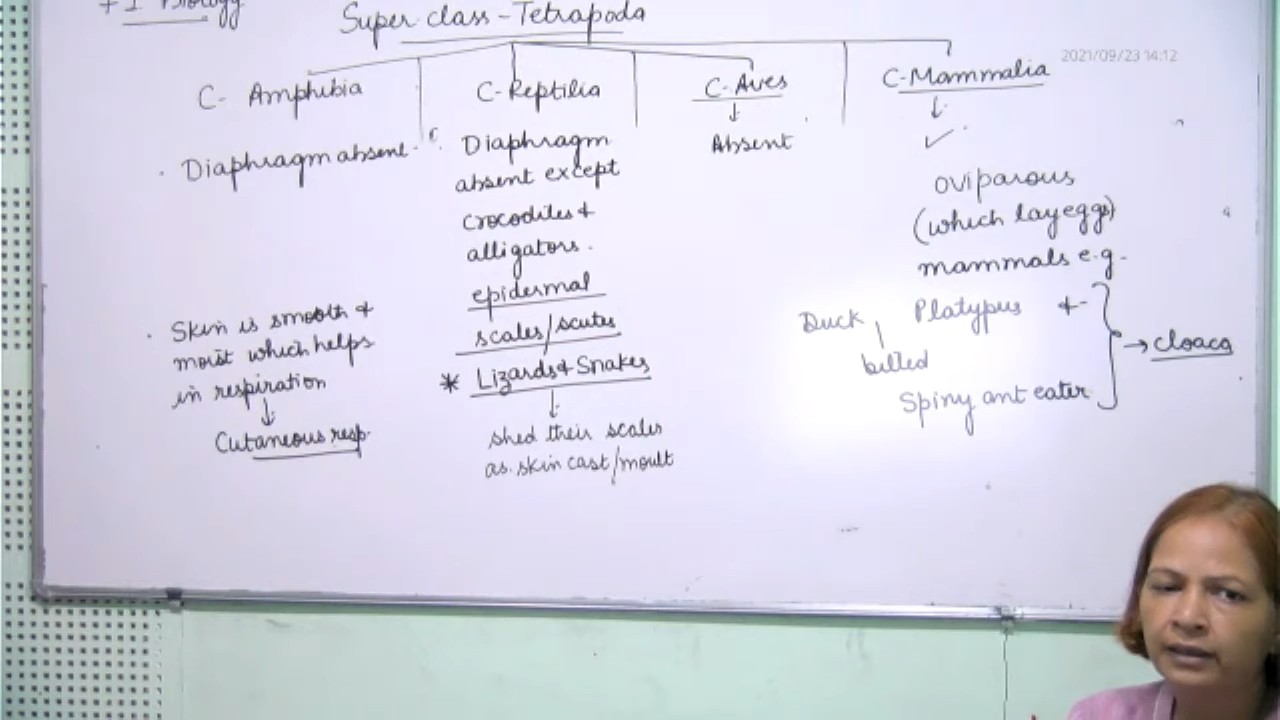 +1 Biology
Super class - Tetrapoda
2021/09/23 14:12
C- Amphibia
Diaphragm absent.
Skin is smooth &
moist which helps
in respiration
↓
Cutaneous resp.
C-Reptilia
Diaphragm
absent except
crocodiles &
alligators.
epidermal
scales/scutes
* Lizards & Snakes
↓
shed their scales
as skin cast/moult
C-Aves
↓
Absent
C-Mammalia
↓
✓
oviparous
(which lay eggs)
mammals e.g.
Duck Platypus &
billed
Spiny ant eater
→ cloaca